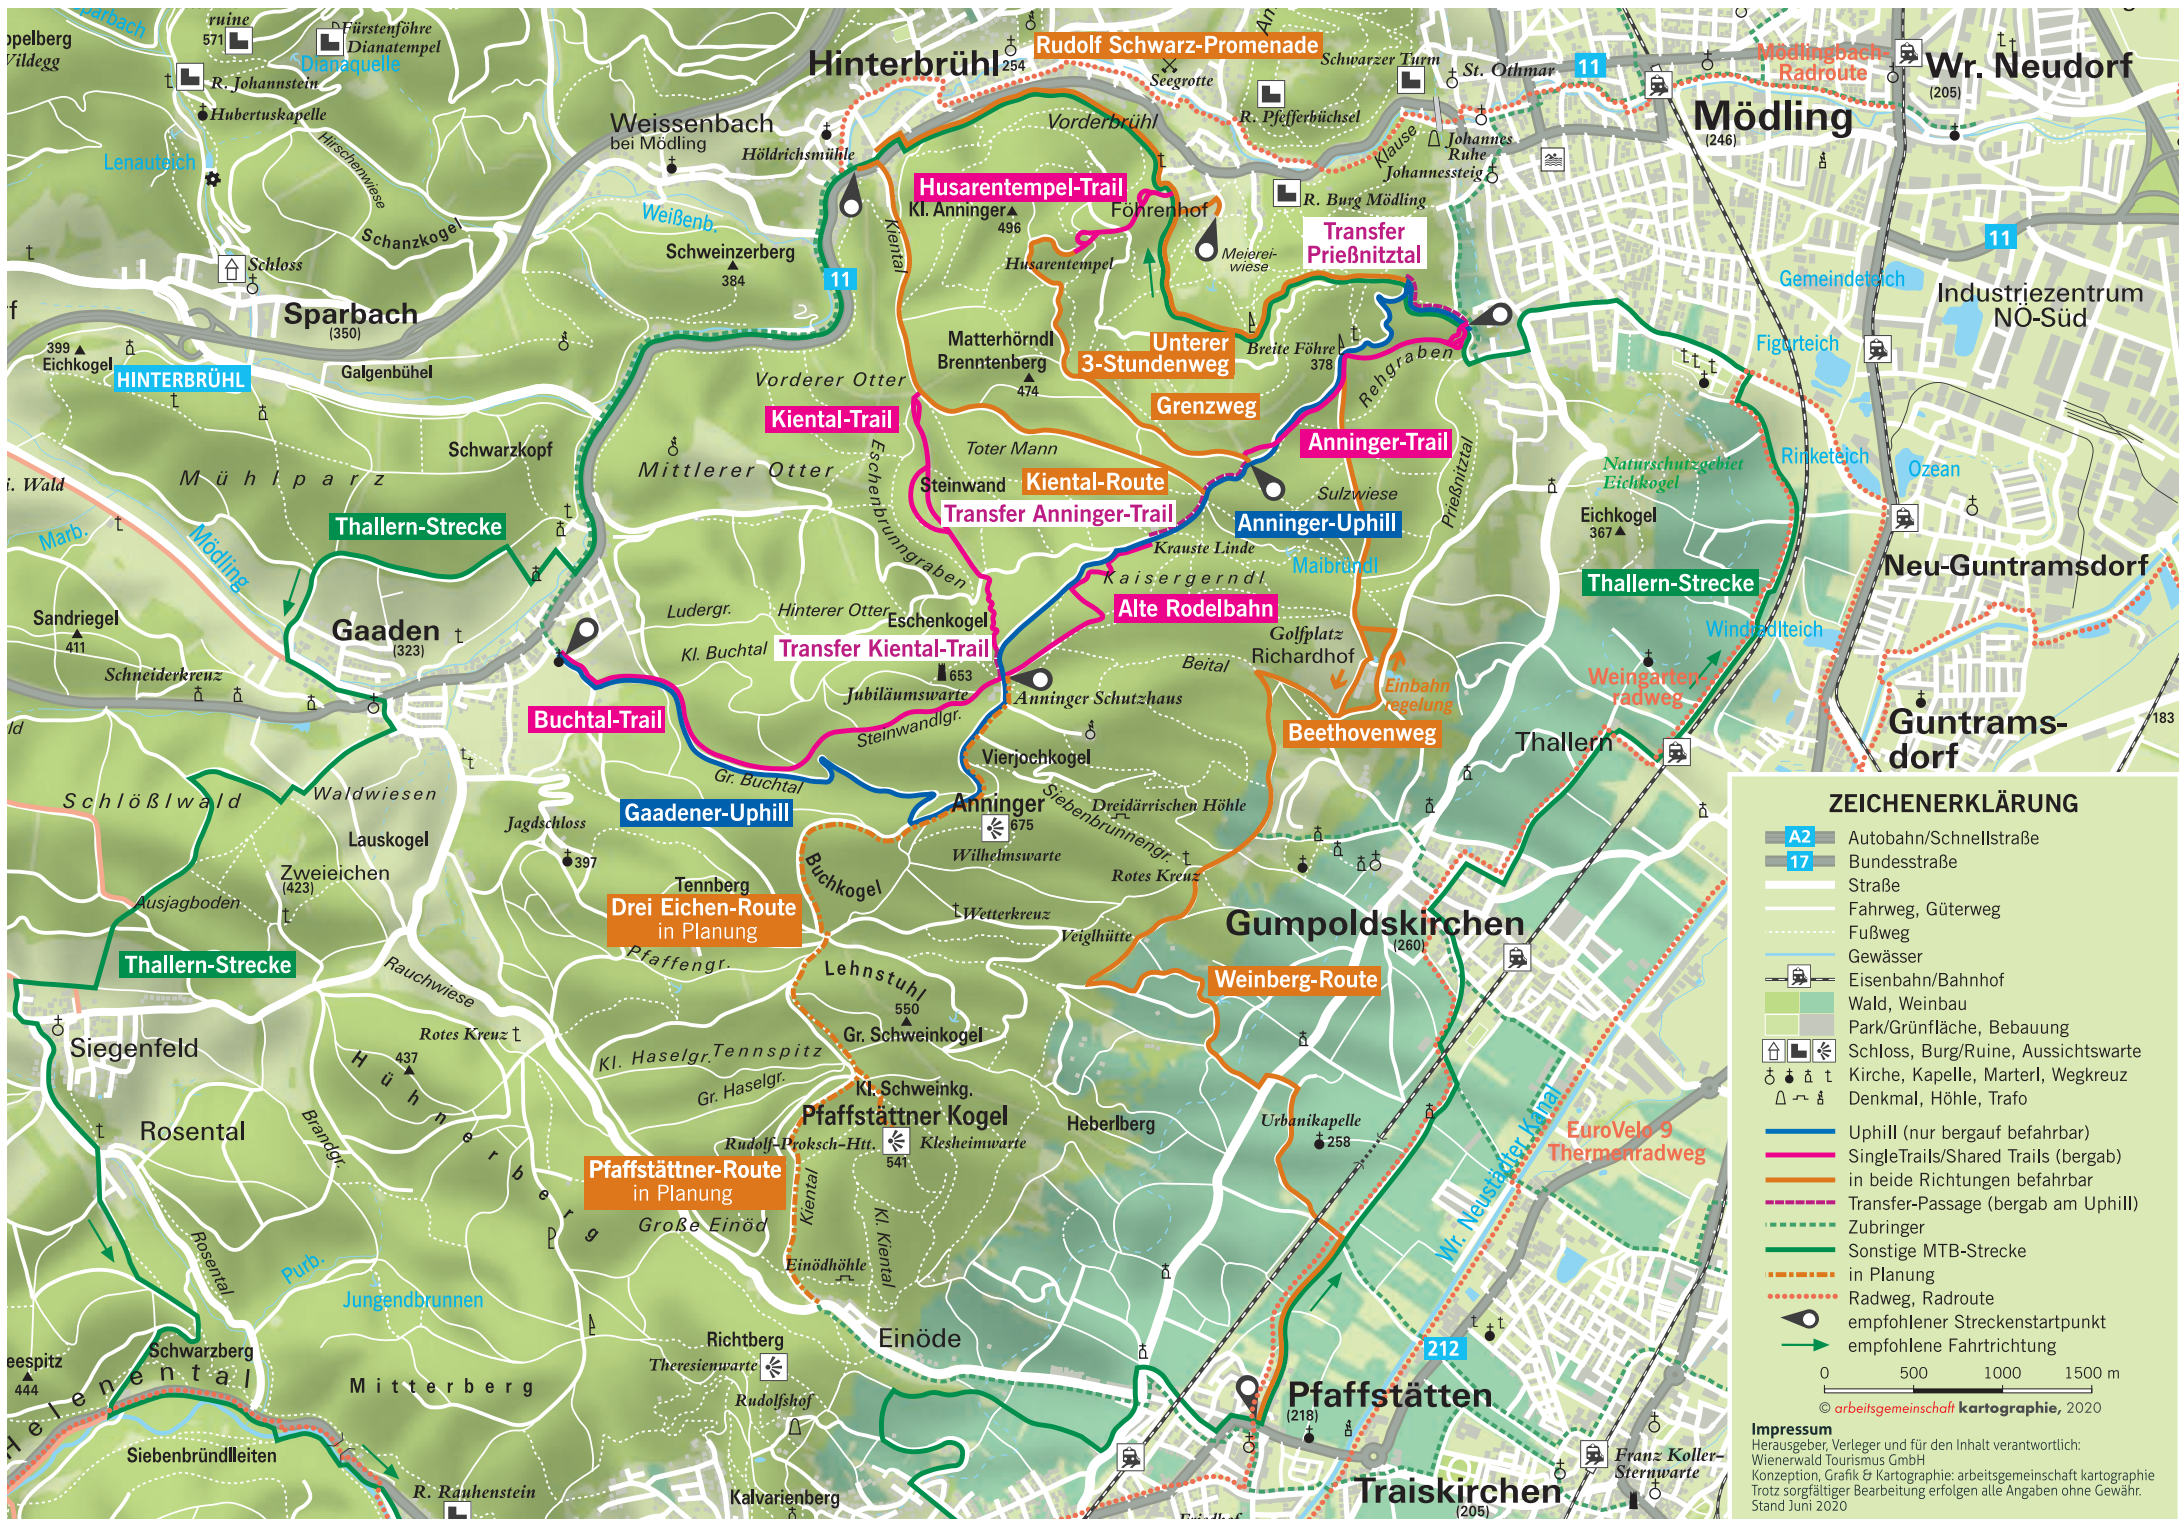 Sparbach
ruine
571
Fürstenföhre
Dianatempel
Dianaquelle
R. Johannstein
Hubertuskapelle
Lenauteich
Hirschenwiese
Schanzkogel
Schloss
Sparbach
(350)
399
Eichkogel
HINTERBRÜHL
Galgenbühel
Weissenbach
bei Mödling
Weißenb.
Schweinzerberg
384
11
Hinterbrühl
254
Höldrichsmühle
Rudolf Schwarz-Promenade
Seegrotte
Schwarzer Turm
St. Othmar
11
R. Pfefferbüchsel
Vorderbrühl
Klause
Johannes
Ruhe
Johannessteig
Mödling
(246)
Mödlingbach-
Radroute
Wr. Neudorf
(205)
Husarentempel-Trail
Kl. Anninger
496
Föhrenhof
R. Burg Mödling
Husarentempel
Meierei-
wiese
Transfer
Prießnitztal
Kiental
Matterhörndl
Brenntenberg
474
Unterer
3-Stundenweg
Breite Föhre
378
Rehgraben
Grenzweg
11
Gemeindeteich
Industriezentrum
NÖ-Süd
Figurteich
Vorderer Otter
Kiental-Trail
Toter Mann
Anninger-Trail
Mühlparz
Schwarzkopf
Mittlerer Otter
Eschenbrunngraben
Steinwand
Kiental-Route
Transfer Anninger-Trail
Sulzwiese
Anninger-Uphill
Prießnitztal
Naturschutzgebiet
Eichkogel
Eichkogel
367
Rinketeich
Ozean
i. Wald
Marb.
Mödling
Thallern-Strecke
Krauste Linde
Maibründl
Kaisergerndl
Alte Rodelbahn
Thallern-Strecke
Neu-Guntramsdorf
Sandriegel
411
Gaaden
(323)
Ludergr.
Hinterer Otter
Eschenkogel
Kl. Buchtal
Transfer Kiental-Trail
653
Jubiläumswarte
Anninger Schutzhaus
Golfplatz
Richardhof
Beital
Einbahn
regelung
Windradlteich
Weingarten-
radweg
Schneiderkreuz
Buchtal-Trail
Steinwandlgr.
Beethovenweg
Thallern
Guntrams-
dorf
183
Gr. Buchtal
Vierjochkogel
Schlößlwald
Waldwiesen
Lauskogel
Jagdschloss
397
Gaadener-Uphill
Anninger
675
Wilhelmswarte
Siebenbrunnengr.
Dreidärrischen Höhle
Rotes Kreuz
Zweieichen
(423)
Ausjagboden
Tennberg
Drei Eichen-Route
in Planung
Buchkogel
Wetterkreuz
Veiglhütte
Gumpoldskirchen
(260)
Thallern-Strecke
Rauchwiese
Pfaffengr.
Lehnstuhl
550
Gr. Schweinkogel
Weinberg-Route
Siegenfeld
Rotes Kreuz
437
Hühnerberg
Kl. Haselgr.
Tennspitz
Gr. Haselgr.
Kl. Schweinkg.
Pfaffstättner Kogel
Rudolf-Proksch-Htt.
Klesheimwarte
541
Heberlberg
Urbanikapelle
258
Wr. Neustädter Kanal
EuroVelo 9
Thermenradweg
Rosental
Brandgr.
Pfaffstättner-Route
in Planung
Große Einöd
Kiental
Kl. Kiental
Einödhöhle
Rosental
Purb.
Jungendbrunnen
Richtberg
Theresienwarte
Einöde
Rudolfshof
212
Schwarzberg
eespitz
444
Helenental
Mitterberg
Siebenbründlleiten
R. Rauhenstein
Kalvarienberg
Pfaffstätten
(218)
Traiskirchen
(205)
Franz Koller-
Sternwarte
Friedhof
ZEICHENERKLÄRUNG
A2 Autobahn/Schnellstraße
17 Bundesstraße
Straße
Fahrweg, Güterweg
Fußweg
Gewässer
Eisenbahn/Bahnhof
Wald, Weinbau
Park/Grünfläche, Bebauung
Schloss, Burg/Ruine, Aussichtswarte
Kirche, Kapelle, Marterl, Wegkreuz
Denkmal, Höhle, Trafo
Uphill (nur bergauf befahrbar)
SingleTrails/Shared Trails (bergab)
in beide Richtungen befahrbar
Transfer-Passage (bergab am Uphill)
Zubringer
Sonstige MTB-Strecke
in Planung
Radweg, Radroute
empfohlener Streckenstartpunkt
empfohlene Fahrtrichtung
0 500 1000 1500 m
© arbeitsgemeinschaft kartographie, 2020
Impressum
Herausgeber, Verleger und für den Inhalt verantwortlich:
Wienerwald Tourismus GmbH
Konzeption, Grafik & Kartographie: arbeitsgemeinschaft kartographie
Trotz sorgfältiger Bearbeitung erfolgen alle Angaben ohne Gewähr.
Stand Juni 2020